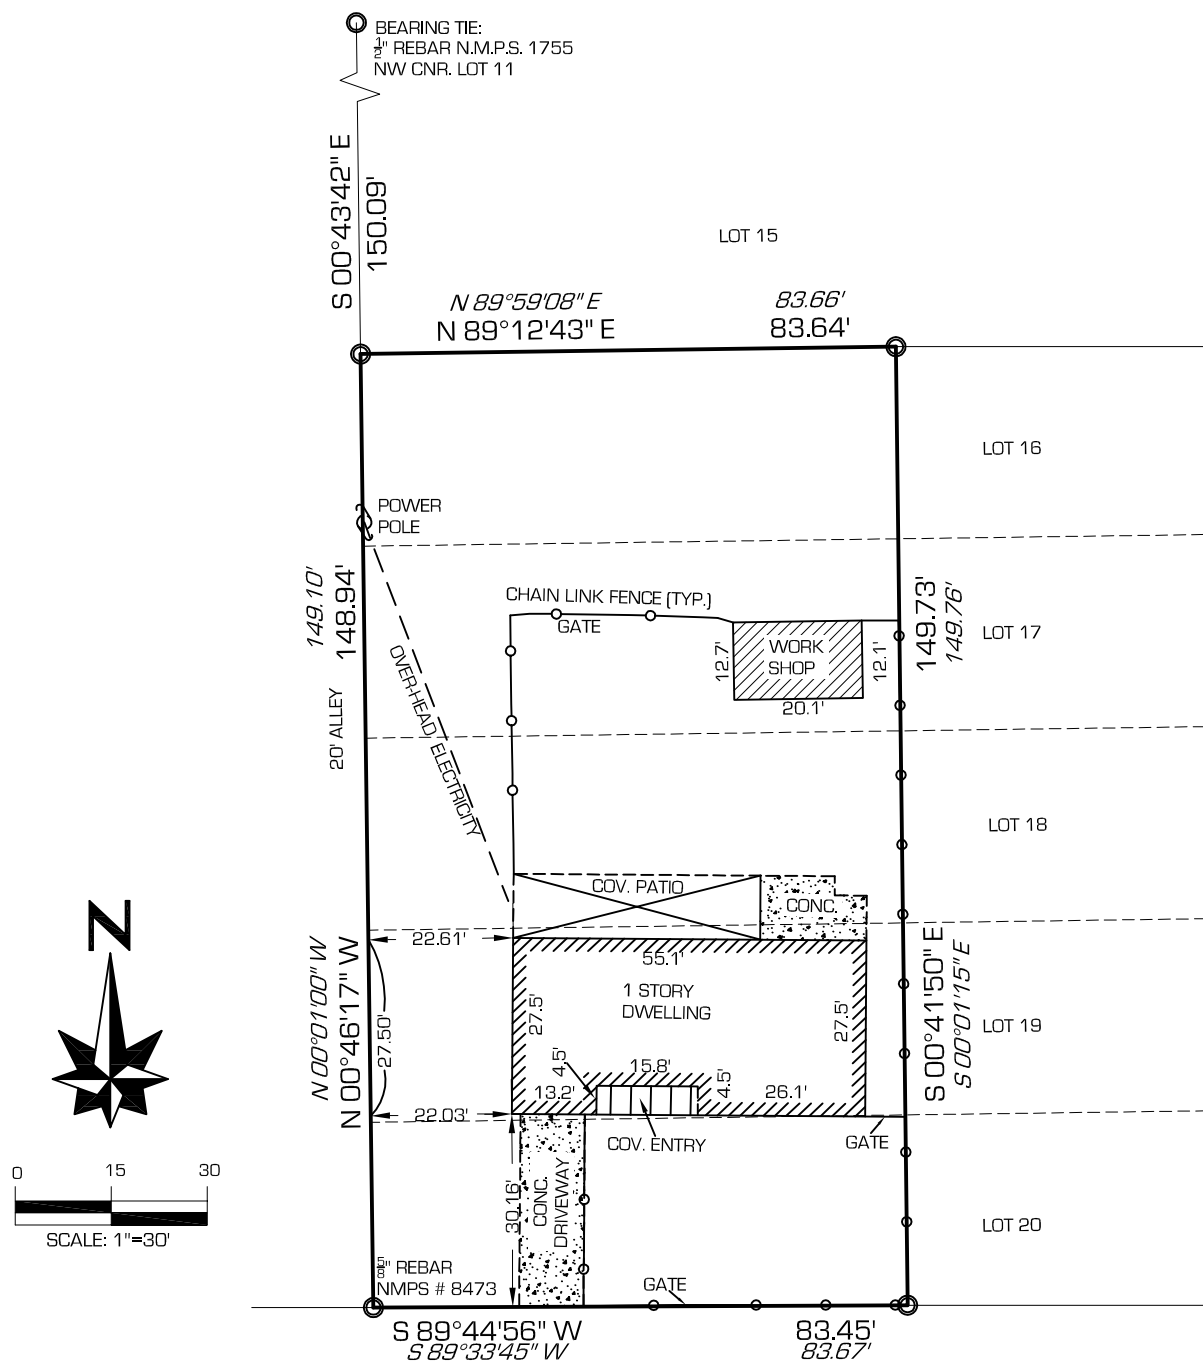 BEARING TIE:
1/2" REBAR N.M.P.S. 1755
NW CNR. LOT 11
S 00°43'42" E
150.09'
LOT 15
N 89°59'08" E 83.66'
N 89°12'43" E 83.64'
LOT 16
POWER
POLE
149.10'
148.94'
CHAIN LINK FENCE (TYP.)
GATE
WORK
SHOP
12.7'
12.1'
20.1'
149.73'
149.76'
LOT 17
20' ALLEY
OVER-HEAD ELECTRICITY
LOT 18
COV. PATIO
CONC.
22.61'
55.1'
1 STORY
DWELLING
27.5'
27.5'
N
N 00°01'00" W
N 00°46'17" W
27.50'
S 00°41'50" E
S 00°01'15" E
LOT 19
4.5'
15.8'
4.5'
13.2'
26.1'
22.03'
COV. ENTRY
GATE
30.16'
CONC.
DRIVEWAY
0 15 30
SCALE: 1"=30'
LOT 20
5/8" REBAR
NMPS # 8473
GATE
S 89°44'56" W 83.45'
S 89°33'45" W 83.67'